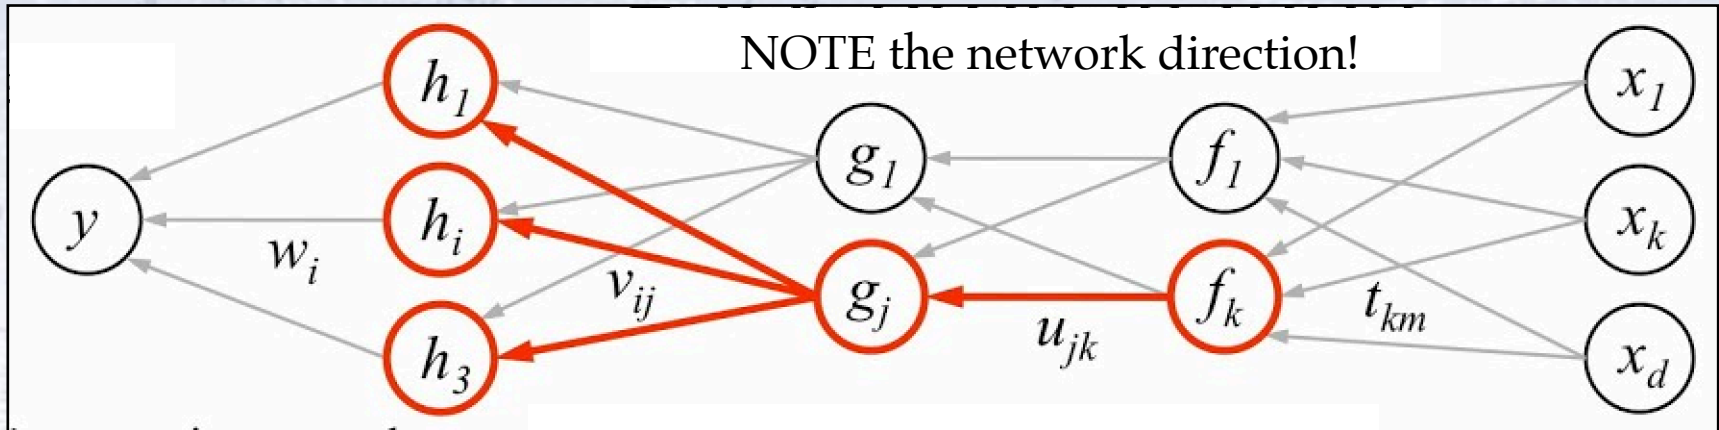 NOTE the network direction!
h1
x1
g1
f1
y
hi
xk
wi
vij
gj
fk
tkm
ujk
h3
xd